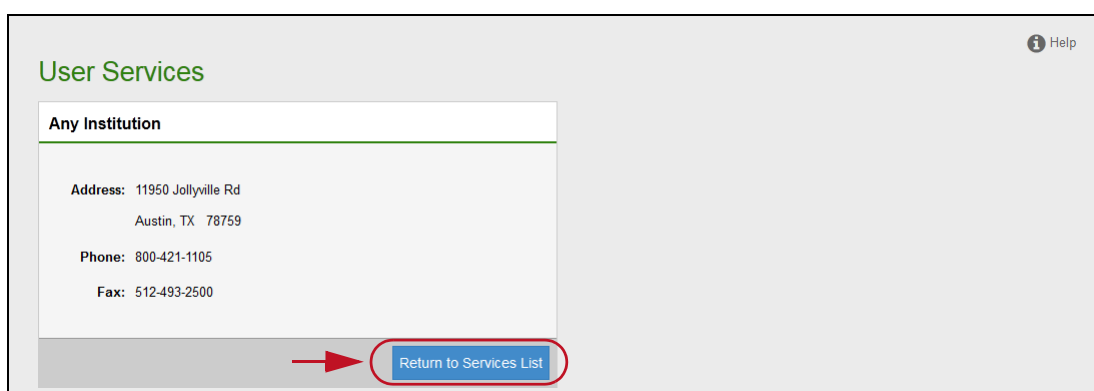 Help
User Services
Any Institution
Address: 11950 Jollyville Rd
Austin, TX 78759
Phone: 800-421-1105
Fax: 512-493-2500
Return to Services List